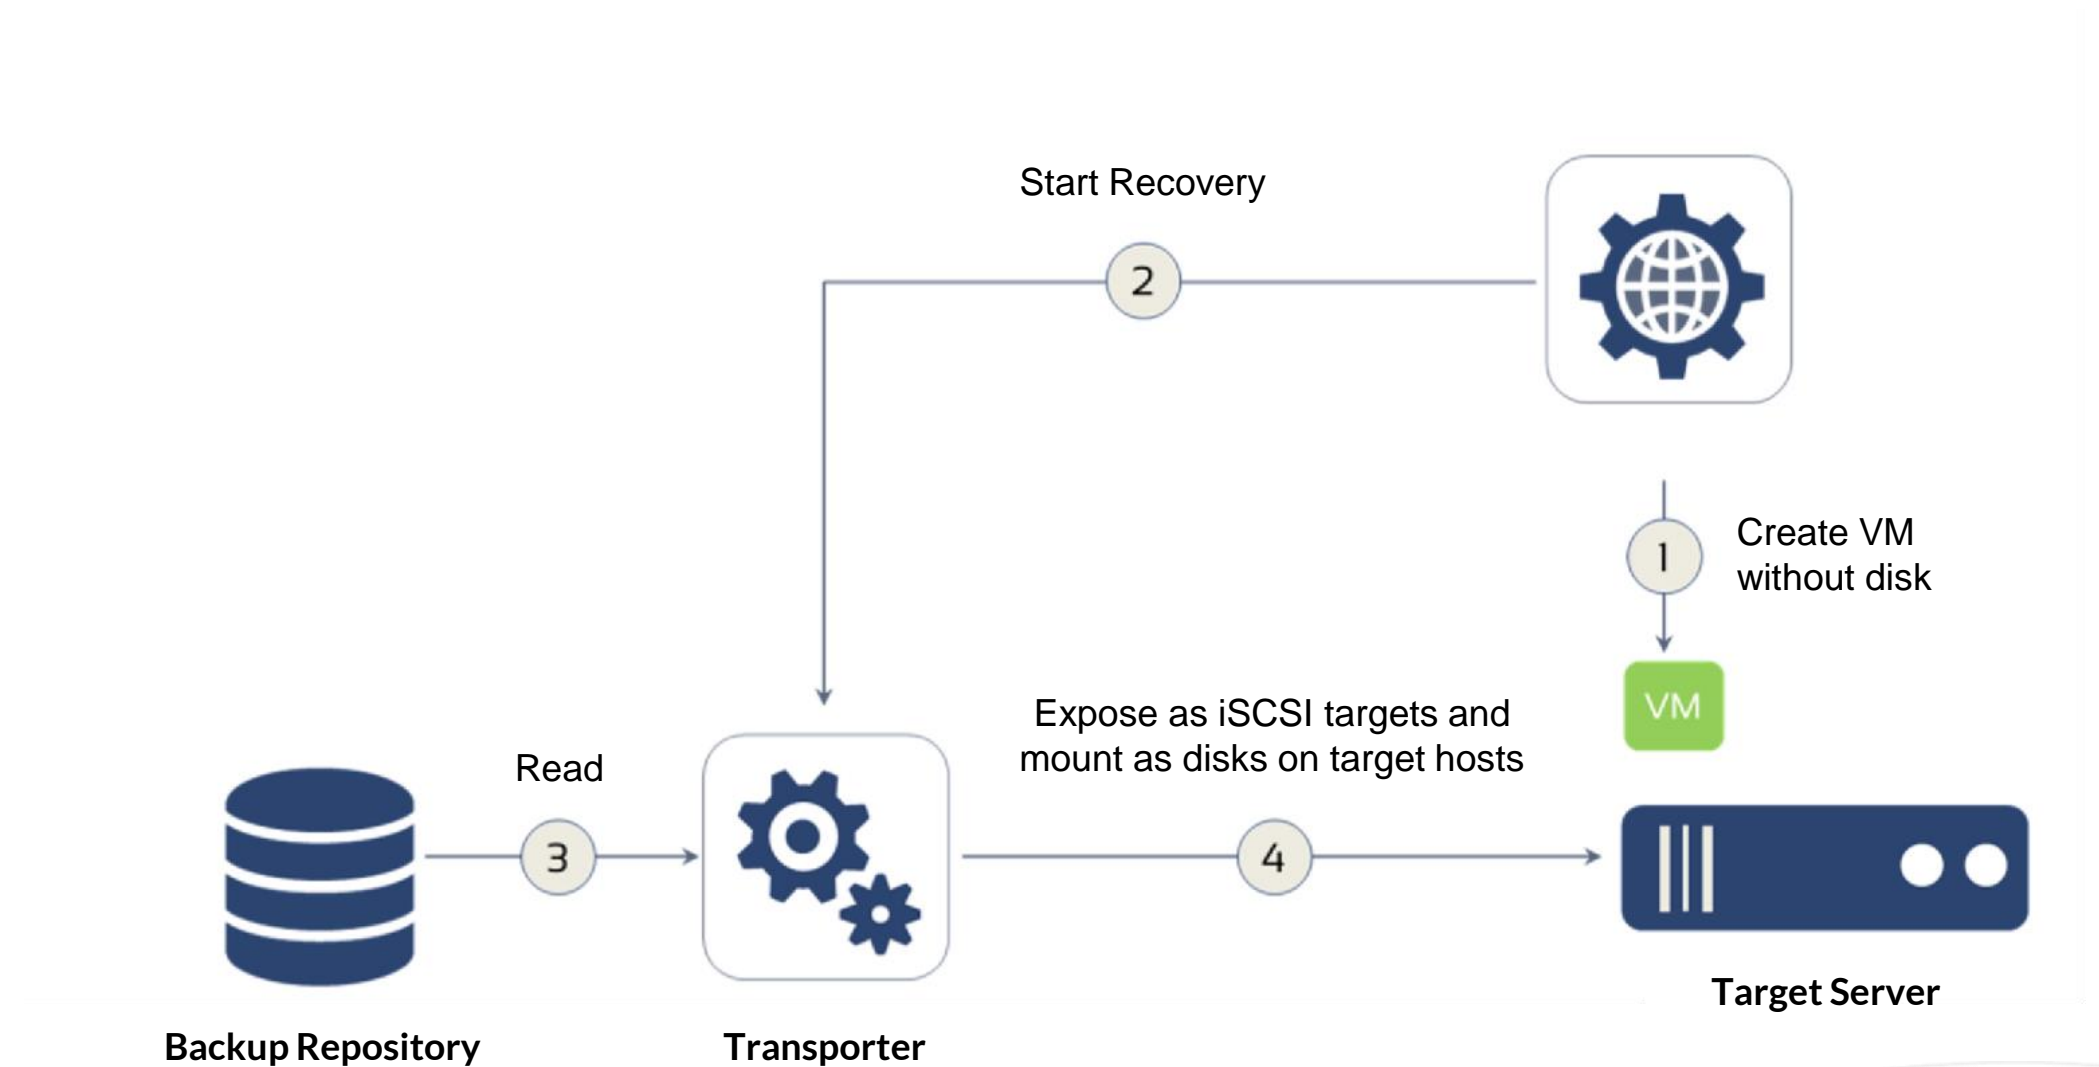 Start Recovery
2
1
Create VM
without disk
VM
Expose as iSCSI targets and
mount as disks on target hosts
Read
3
4
Target Server
Backup Repository
Transporter